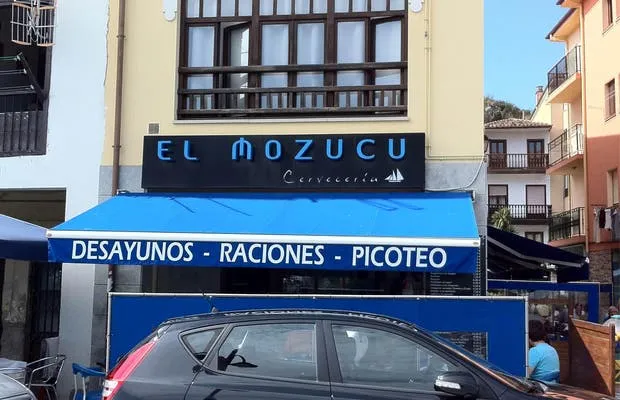 EL MOZUCU
Cervecería
DESAYUNOS - RACIONES - PICOTEO